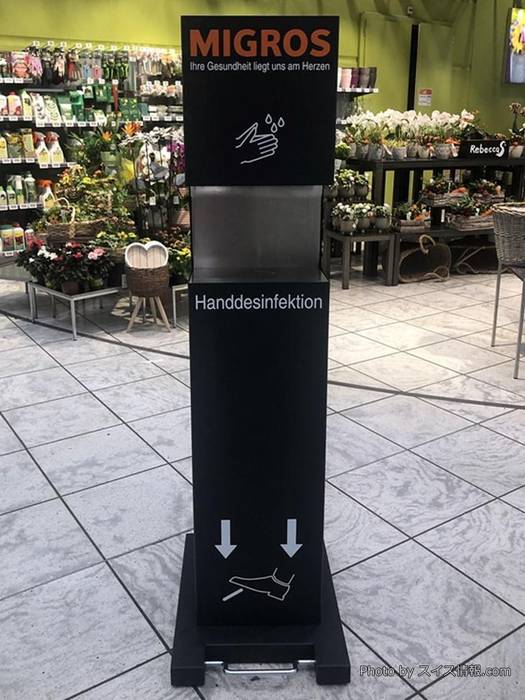 MIGROS
Ihre Gesundheit liegt uns am Herzen
Rebecca's
Handdesinfektion
Photo by スイス情報.com